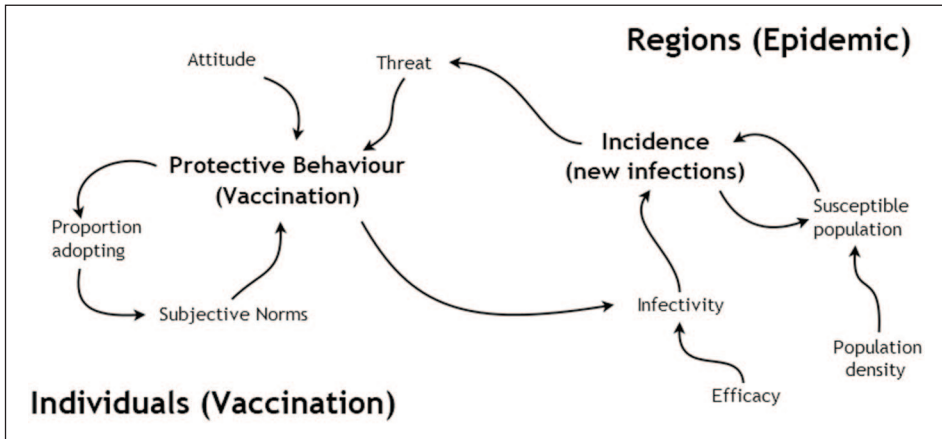 Regions (Epidemic)
Attitude
Threat
Incidence
(new infections)
Protective Behaviour
(Vaccination)
Susceptible
population
Proportion
adopting
Subjective Norms
Infectivity
Population
density
Efficacy
Individuals (Vaccination)